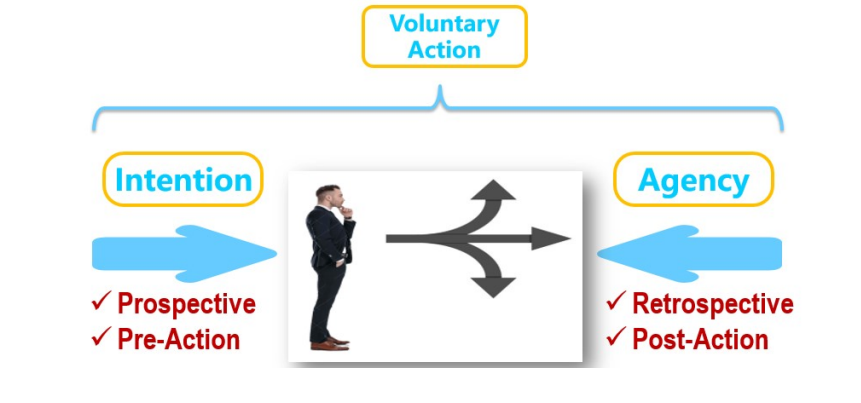 Voluntary
Action
Intention
Agency
✓ Prospective
✓ Pre-Action
✓ Retrospective
✓ Post-Action